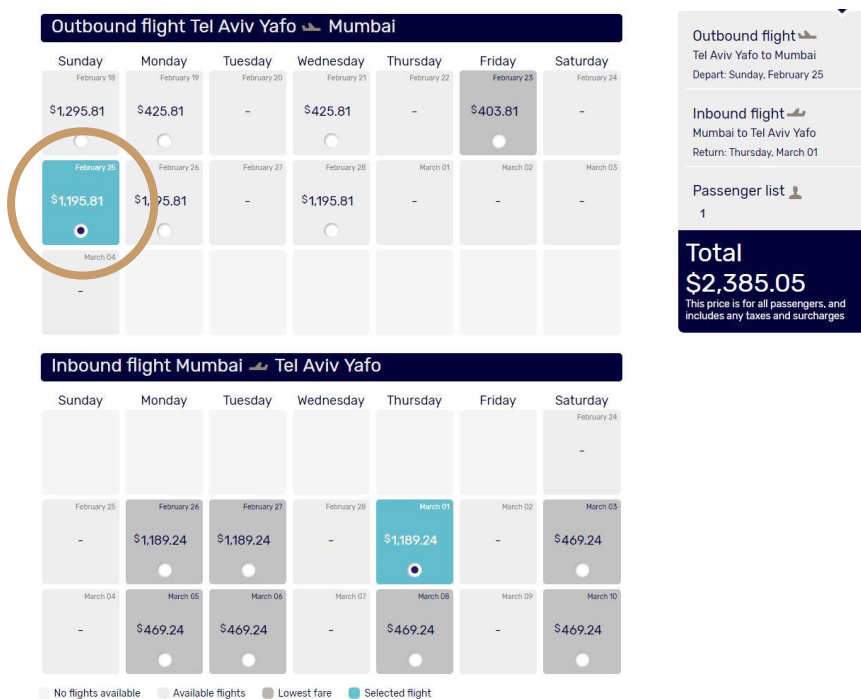 Outbound flight Tel Aviv Yafo Mumbai
Sunday Monday Tuesday Wednesday Thursday Friday Saturday
February 18 February 19 February 20 February 21 February 22 February 23 February 24
$1,295.81 $425.81 - $425.81 - $403.81 -
February 25 February 26 February 27 February 28 March 01 March 02 March 03
$1,195.81 $1,195.81 - $1,195.81 - - -
March 04
-
Inbound flight Mumbai Tel Aviv Yafo
Sunday Monday Tuesday Wednesday Thursday Friday Saturday
February 24
-
February 25 February 26 February 27 February 28 March 01 March 02 March 03
- $1,189.24 $1,189.24 - $1,189.24 - $469.24
March 04 March 05 March 06 March 07 March 08 March 09 March 10
- $469.24 $469.24 - $469.24 - $469.24
No flights available Available flights Lowest fare Selected flight
Outbound flight
Tel Aviv Yafo to Mumbai
Depart: Sunday, February 25
Inbound flight
Mumbai to Tel Aviv Yafo
Return: Thursday, March 01
Passenger list
1
Total
$2,385.05
This price is for all passengers, and
includes any taxes and surcharges